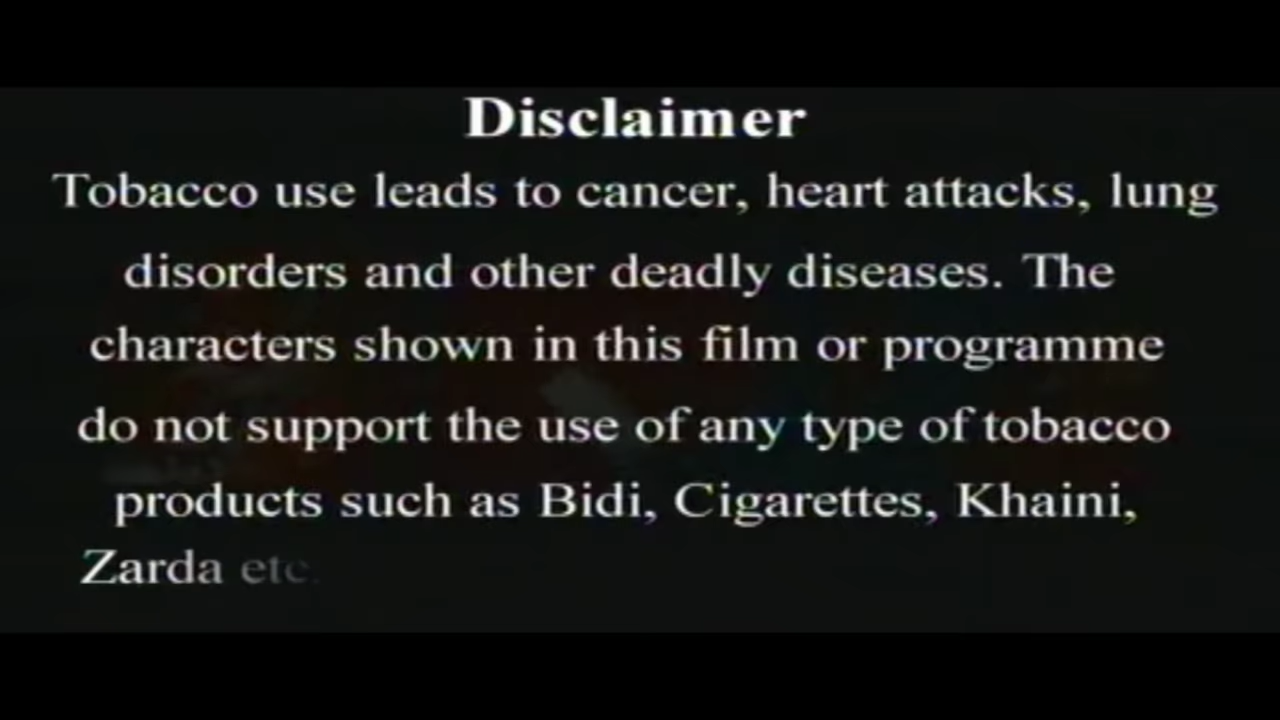 Disclaimer
Tobacco use leads to cancer, heart attacks, lung
disorders and other deadly diseases. The
characters shown in this film or programme
do not support the use of any type of tobacco
products such as Bidi, Cigarettes, Khaini,
Zarda etc.